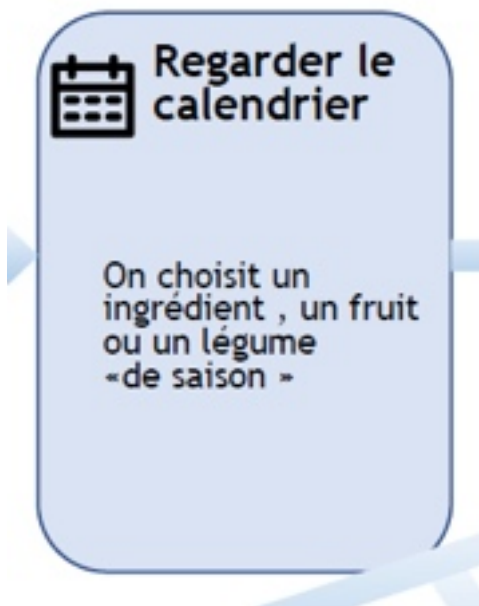 Regarder le
calendrier
On choisit un
ingrédient , un fruit
ou un légume
«de saison »